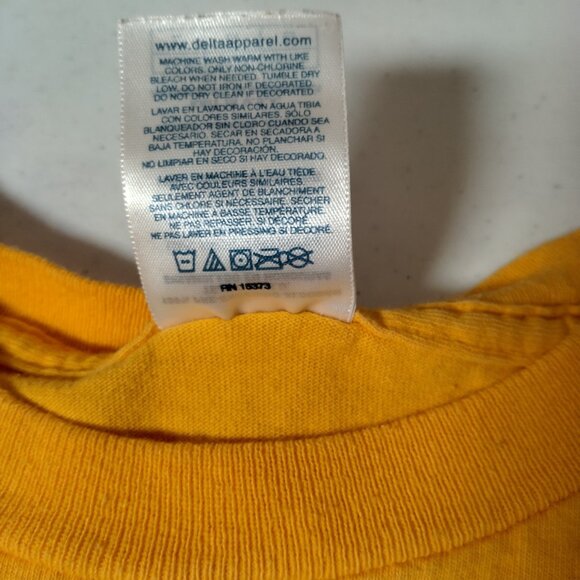 www.deltaapparel.com
MACHINE WASH WARM WITH LIKE
COLORS. ONLY NON-CHLORINE
BLEACH WHEN NEEDED. TUMBLE DRY
LOW. DO NOT IRON IF DECORATED.
DO NOT DRY CLEAN IF DECORATED.
LAVAR EN LAVADORA CON AGUA TIBIA
CON COLORES SIMILARES. SÓLO
BLANQUEADOR SIN CLORO CUANDO SEA
NECESARIO. SECAR EN SECADORA A
BAJA TEMPERATURA. NO PLANCHAR SI
HAY DECORACIÓN.
NO LIMPIAR EN SECO SI HAY DECORADO.
LAVER EN MACHINE À L'EAU TIÈDE
AVEC COULEURS SIMILAIRES.
SEULEMENT AGENT DE BLANCHIMENT
SANS CHLORE SI NÉCESSAIRE. SÉCHER
EN MACHINE A BASSE TEMPÉRATURE.
NE PAS REPASSER, SI DÉCORÉ.
NE PAS LAVER EN PRESSING SI DÉCORÉ.
RN 15373